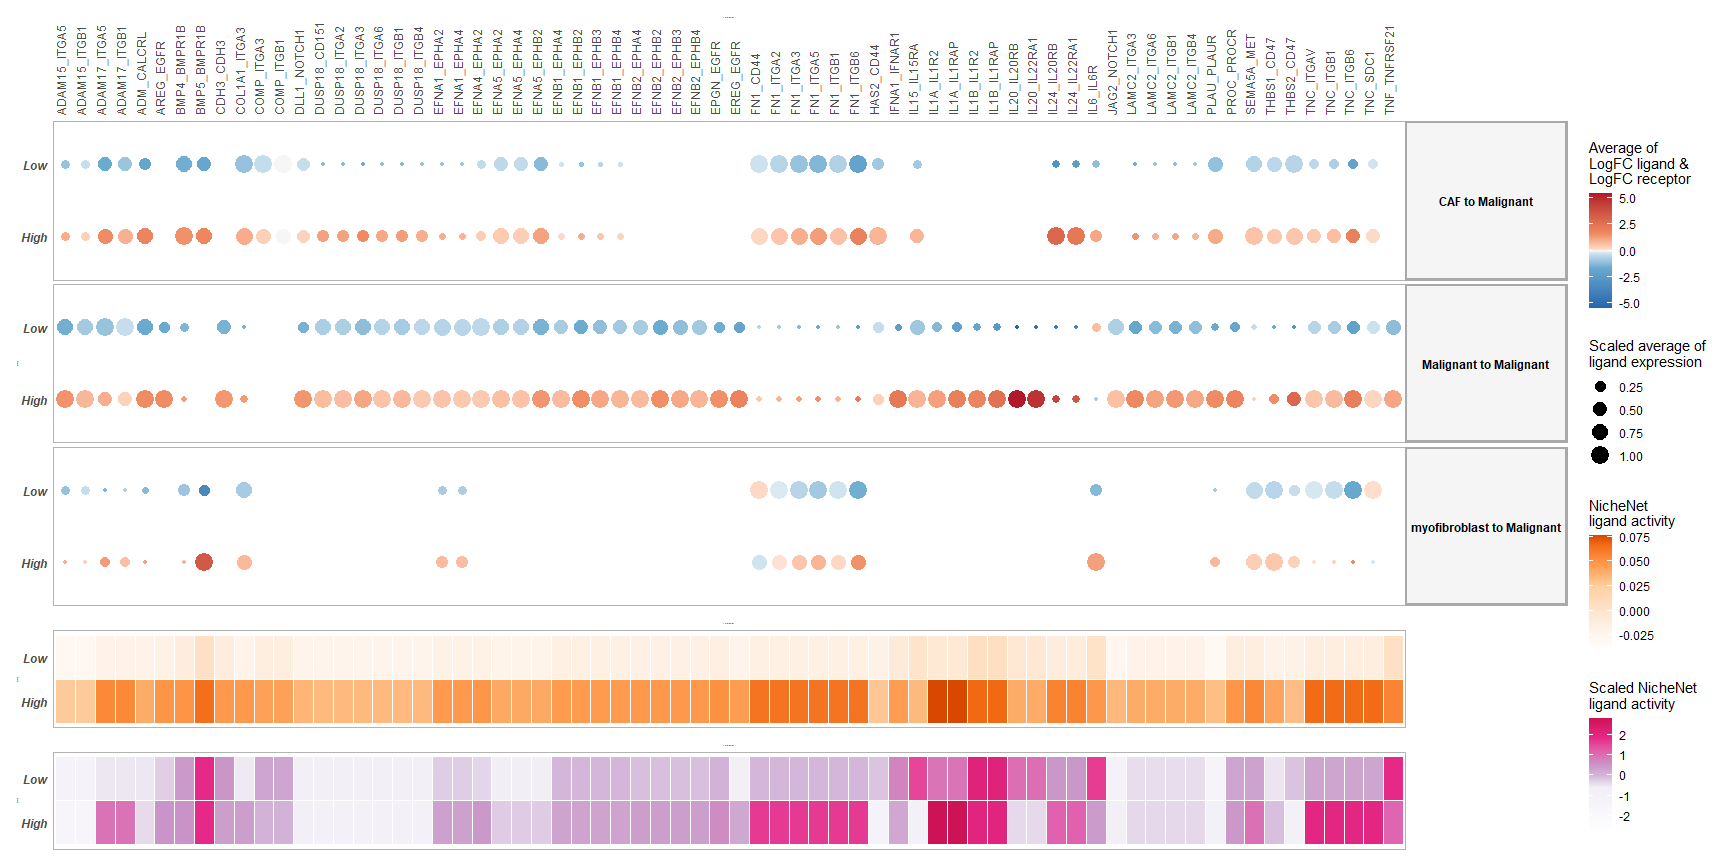 ADAM15_ITGA5
ADAM15_ITGB1
ADAM17_ITGA5
ADAM17_ITGB1
ADM_CALCRL
AREG_EGFR
BMP4_BMPR1B
BMP5_BMPR1B
CDH3_CDH3
COL1A1_ITGA3
COMP_ITGA3
COMP_ITGB1
DLL1_NOTCH1
DUSP18_CD151
DUSP18_ITGA2
DUSP18_ITGA3
DUSP18_ITGA6
DUSP18_ITGB1
DUSP18_ITGB4
EFNA1_EPHA2
EFNA1_EPHA4
EFNA4_EPHA2
EFNA5_EPHA2
EFNA5_EPHA4
EFNA5_EPHB2
EFNB1_EPHA4
EFNB1_EPHB2
EFNB1_EPHB3
EFNB1_EPHB4
EFNB2_EPHA4
EFNB2_EPHB2
EFNB2_EPHB3
EFNB2_EPHB4
EPGN_EGFR
EREG_EGFR
FN1_CD44
FN1_ITGA2
FN1_ITGA3
FN1_ITGA5
FN1_ITGB1
FN1_ITGB6
HAS2_CD44
IFNA1_IFNAR1
IL15_IL15RA
IL1A_IL1R2
IL1A_IL1RAP
IL1B_IL1R2
IL1B_IL1RAP
IL20_IL20RB
IL20_IL22RA1
IL24_IL20RB
IL24_IL22RA1
IL6_IL6R
JAG2_NOTCH1
LAMC2_ITGA3
LAMC2_ITGA6
LAMC2_ITGB1
LAMC2_ITGB4
PLAU_PLAUR
PROC_PROCR
SEMA5A_MET
THBS1_CD47
THBS2_CD47
TNC_ITGAV
TNC_ITGB1
TNC_ITGB6
TNC_SDC1
TNF_TNFRSF21
Low
High
CAF to Malignant
Low
High
Malignant to Malignant
Low
High
myofibroblast to Malignant
Low
High
Low
High
Average of
LogFC ligand &
LogFC receptor
5.0
2.5
0.0
-2.5
-5.0
Scaled average of
ligand expression
0.25
0.50
0.75
1.00
NicheNet
ligand activity
0.075
0.050
0.025
0.000
-0.025
Scaled NicheNet
ligand activity
2
1
0
-1
-2